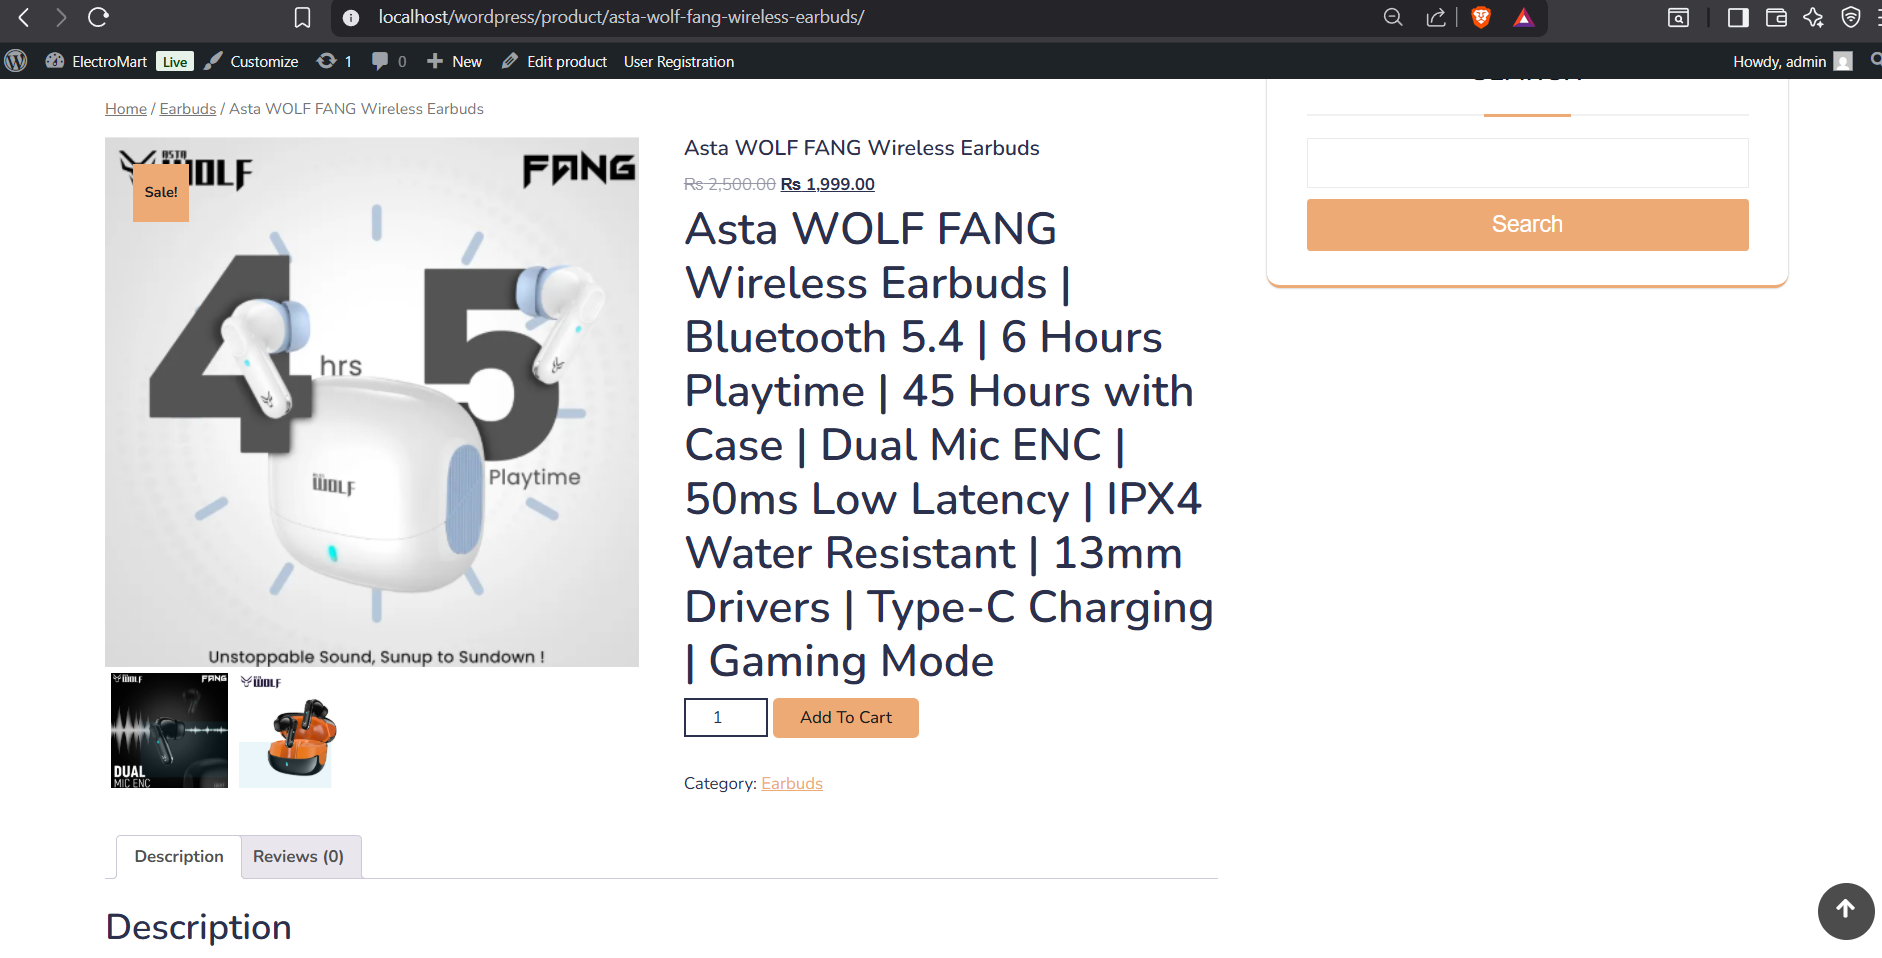 localhost/wordpress/product/asta-wolf-fang-wireless-earbuds/
ElectroMart Live Customize 1 0 New Edit product User Registration Howdy, admin
Home / Earbuds / Asta WOLF FANG Wireless Earbuds
ASTA
WOLF
FANG
Sale!
45
hrs
WOLF
Playtime
Unstoppable Sound, Sunup to Sundown !
WOLF
FANG
DUAL
MIC ENC
WOLF
Asta WOLF FANG Wireless Earbuds
₨ 2,500.00 ₨ 1,999.00
Asta WOLF FANG
Wireless Earbuds |
Bluetooth 5.4 | 6 Hours
Playtime | 45 Hours with
Case | Dual Mic ENC |
50ms Low Latency | IPX4
Water Resistant | 13mm
Drivers | Type-C Charging
| Gaming Mode
1 Add To Cart
Category: Earbuds
Search
Description Reviews (0)
Description